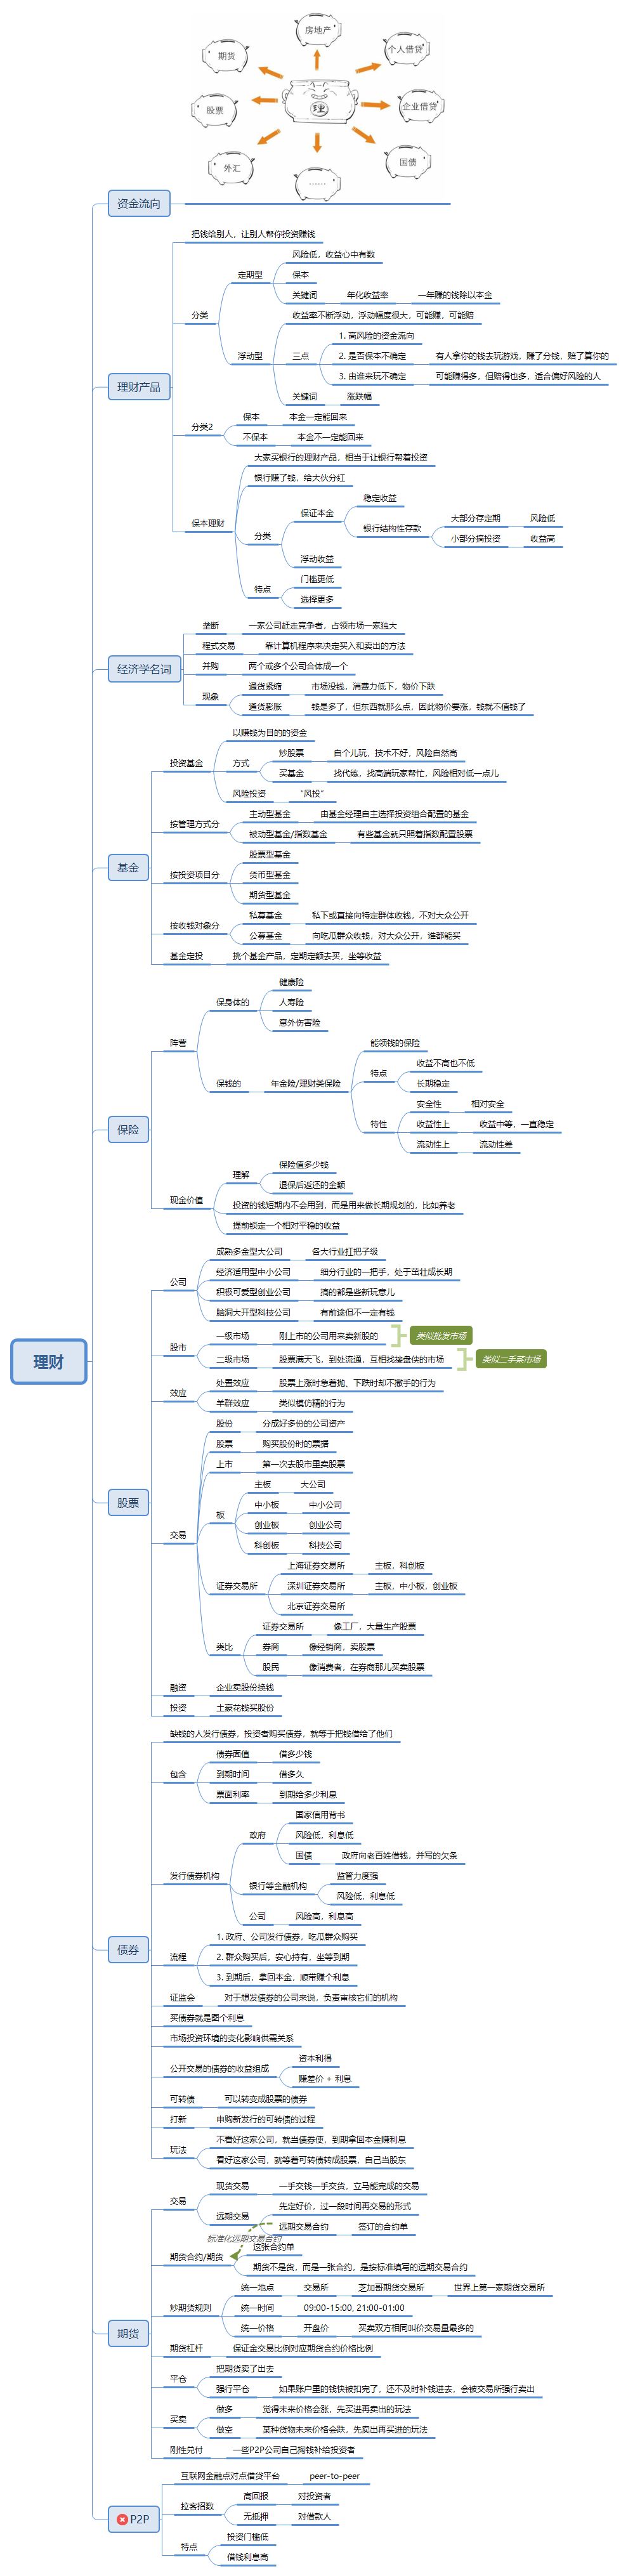 房地产
期货
个人借贷
理
股票
企业借贷
外汇
国债
……
资金流向
把钱给别人，让别人帮你投资赚钱
风险低，收益心中有数
定期型
保本
关键词 年化收益率 一年赚的钱除以本金
分类
收益率不断浮动，浮动幅度很大，可能赚，可能赔
1. 高风险的资金流向
浮动型 三点 2. 是否保本不确定 有人拿你的钱去玩游戏，赚了分钱，赔了算你的
3. 由谁来玩不确定 可能赚得多，但赔得也多，适合偏好风险的人
理财产品
关键词 涨跌幅
保本 本金一定能回来
分类2
不保本 本金不一定能回来
大家买银行的理财产品，相当于让银行帮着投资
银行赚了钱，给大伙分红
稳定收益
保证本金
大部分存定期 风险低
保本理财
银行结构性存款
分类
小部分搞投资 收益高
浮动收益
门槛更低
特点
选择更多
垄断 一家公司赶走竞争者，占领市场一家独大
程式交易 靠计算机程序来决定买入和卖出的方法
经济学名词 并购 两个或多个公司合体成一个
通货紧缩 市场没钱，消费力低下，物价下跌
现象
通货膨胀 钱是多了，但东西就那么点，因此物价要涨，钱就不值钱了
以赚钱为目的的资金
炒股票 自个儿玩，技术不好，风险自然高
投资基金 方式
买基金 找代练，找高端玩家帮忙，风险相对低一点儿
风险投资 “风投”
主动型基金 由基金经理自主选择投资组合配置的基金
按管理方式分
被动型基金/指数基金 有些基金就只照着指数配置股票
股票型基金
基金
按投资项目分 货币型基金
期货型基金
私募基金 私下或直接向特定群体收钱，不对大众公开
按收钱对象分
公募基金 向吃瓜群众收钱，对大众公开，谁都能买
基金定投 挑个基金产品，定期定额去买，坐等收益
健康险
保身体的 人寿险
意外伤害险
阵营
能领钱的保险
收益不高也不低
特点
保钱的 年金险/理财类保险
长期稳定
安全性 相对安全
保险
特性 收益性上 收益中等，一直稳定
流动性上 流动性差
保险值多少钱
理解
退保后返还的金额
现金价值
投资的钱短期内不会用到，而是用来做长期规划的，比如养老
提前锁定一个相对平稳的收益
成熟多金型大公司 各大行业扛把子级
经济适用型中小公司 细分行业的一把手，处于茁壮成长期
公司
积极可爱型创业公司 搞的都是些新玩意儿
脑洞大开型科技公司 有前途但不一定有钱
一级市场 刚上市的公司用来卖新股的 类似批发市场
股市
理财
二级市场 股票满天飞，到处流通，互相找接盘侠的市场 类似二手菜市场
处置效应 股票上涨时急着抛、下跌时却不撤手的行为
效应
羊群效应 类似模仿精的行为
股份 分成好多份的公司资产
股票 购买股份时的票据
上市 第一次去股市里卖股票
主板 大公司
股票
中小板 中小公司
板
创业板 创业公司
交易
科创板 科技公司
上海证券交易所 主板，科创板
证券交易所 深圳证券交易所 主板，中小板，创业板
北京证券交易所
证券交易所 像工厂，大量生产股票
类比 券商 像经销商，卖股票
股民 像消费者，在券商那儿买卖股票
融资 企业卖股份换钱
投资 土豪花钱买股份
缺钱的人发行债券，投资者购买债券，就等于把钱借给了他们
债券面值 借多少钱
包含 到期时间 借多久
票面利率 到期给多少利息
国家信用背书
政府 风险低，利息低
国债 政府向老百姓借钱，并写的欠条
发行债券机构
监管力度强
银行等金融机构
风险低，利息低
公司 风险高，利息高
1. 政府、公司发行债券，吃瓜群众购买
债券
流程 2. 群众购买后，安心持有，坐等到期
3. 到期后，拿回本金，顺带赚个利息
证监会 对于想发债券的公司来说，负责审核它们的机构
买债券就是图个利息
市场投资环境的变化影响供需关系
资本利得
公开交易的债券的收益组成
赚差价 + 利息
可转债 可以转变成股票的债券
打新 申购新发行的可转债的过程
不看好这家公司，就当债券使，到期拿回本金赚利息
玩法
看好这家公司，就等着可转债转成股票，自己当股东
现货交易 一手交钱一手交货，立马能完成的交易
交易
先定好价，过一段时间再交易的形式
远期交易
远期交易合约 签订的合约单
标准化远期交易合约
这张合约单
期货合约/期货
期货不是货，而是一张合约，是按标准填写的远期交易合约
统一地点 交易所 芝加哥期货交易所 世界上第一家期货交易所
炒期货规则 统一时间 09:00-15:00, 21:00-01:00
统一价格 开盘价 买卖双方相同叫价交易量最多的
期货
期货杠杆 保证金交易比例对应期货合约价格比例
把期货卖了出去
平仓
强行平仓 如果账户里的钱快被扣完了，还不及时补钱进去，会被交易所强行卖出
做多 觉得未来价格会涨，先买进再卖出的玩法
买卖
做空 某种货物未来价格会跌，先卖出再买进的玩法
刚性兑付 一些P2P公司自己掏钱补给投资者
互联网金融点对点借贷平台 peer-to-peer
高回报 对投资者
拉客招数
P2P
无抵押 对借款人
投资门槛低
特点
借钱利息高